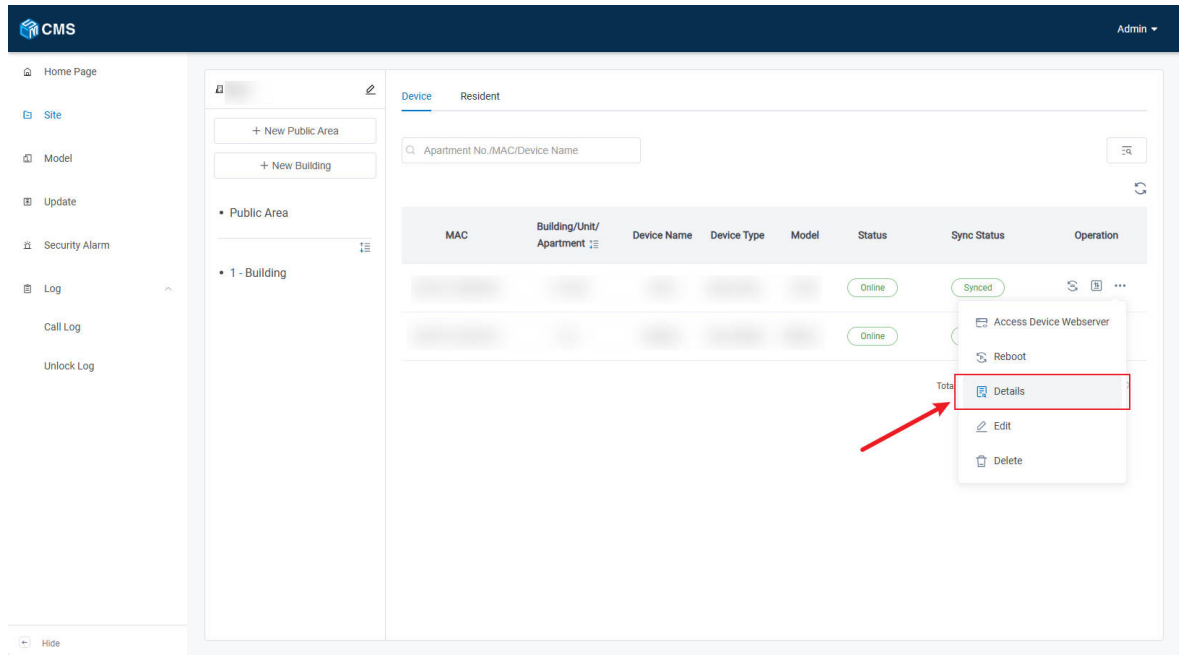 CMS
Admin
Home Page
Site
Model
Update
Security Alarm
Log
Call Log
Unlock Log
Hide
+ New Public Area
+ New Building
• Public Area
• 1 - Building
Device Resident
Apartment No./MAC/Device Name
MAC Building/Unit/ Device Name Device Type Model Status Sync Status Operation
Apartment
Online Synced
Online
Access Device Webserver
Reboot
Details
Edit
Delete